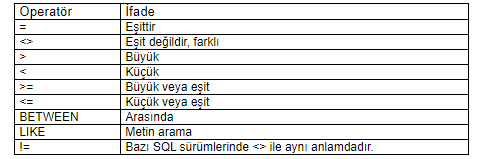 Operatör İfade
= Eşittir
<> Eşit değildir, farklı
> Büyük
< Küçük
>= Büyük veya eşit
<= Küçük veya eşit
BETWEEN Arasında
LIKE Metin arama
!= Bazı SQL sürümlerinde <> ile aynı anlamdadır.